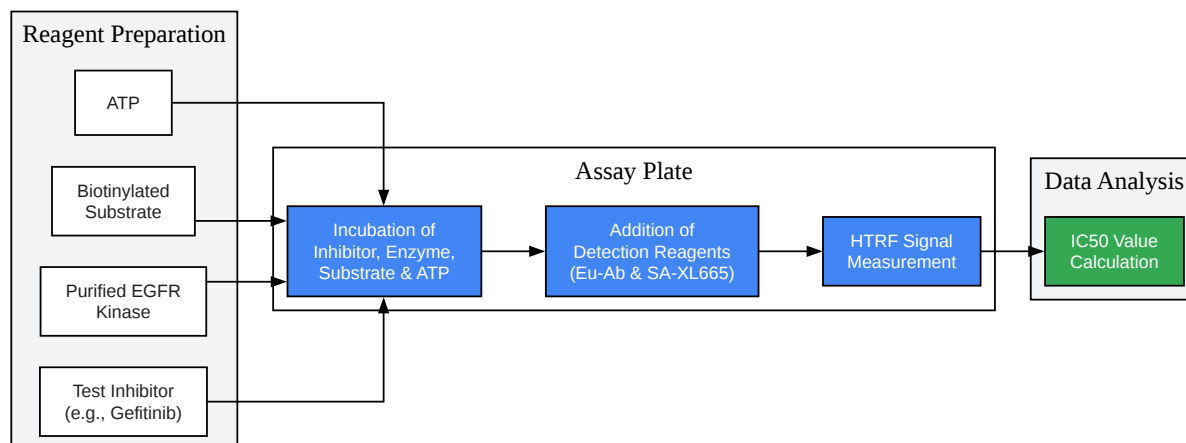 Reagent Preparation
ATP
Biotinylated
Substrate
Purified EGFR
Kinase
Test Inhibitor
(e.g., Gefitinib)
Assay Plate
Incubation of
Inhibitor, Enzyme,
Substrate & ATP
Addition of
Detection Reagents
(Eu-Ab & SA-XL665)
HTRF Signal
Measurement
Data Analysis
IC50 Value
Calculation